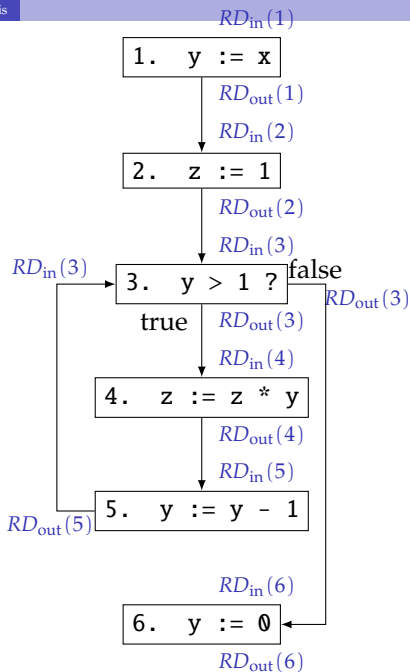 is
RD_in(1)
1. y := x
RD_out(1)
RD_in(2)
2. z := 1
RD_out(2)
RD_in(3)
RD_in(3)
3. y > 1 ?
false
RD_out(3)
true
RD_out(3)
RD_in(4)
4. z := z * y
RD_out(4)
RD_in(5)
5. y := y - 1
RD_out(5)
RD_in(6)
6. y := 0
RD_out(6)